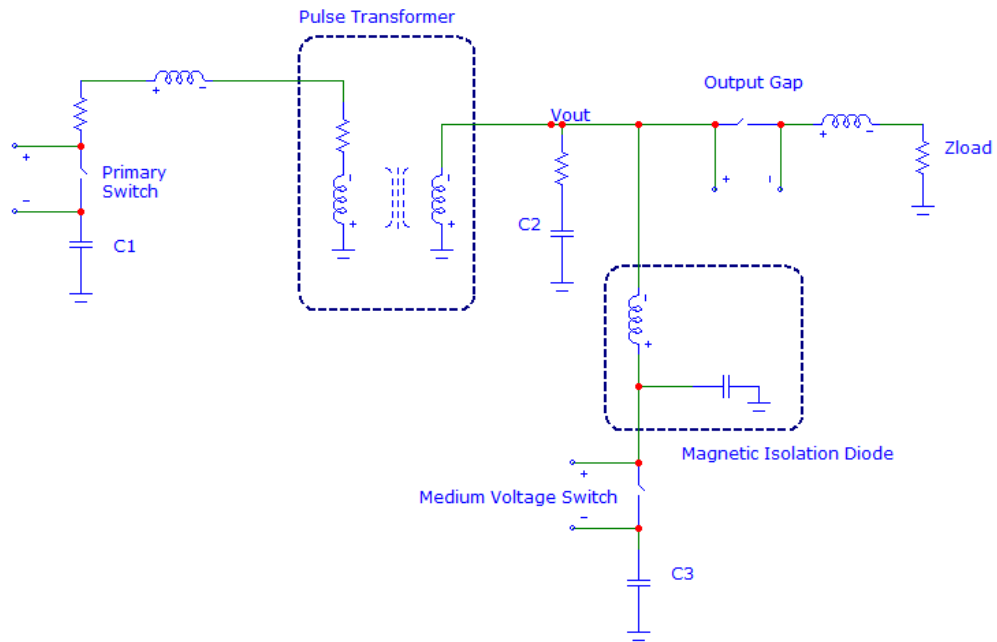 Pulse Transformer
Output Gap
Vout
+
-
+
-
Zload
+
Primary
Switch
-
+
-
C2
C1
-
+
-
+
-
+
Magnetic Isolation Diode
+
Medium Voltage Switch
-
C3